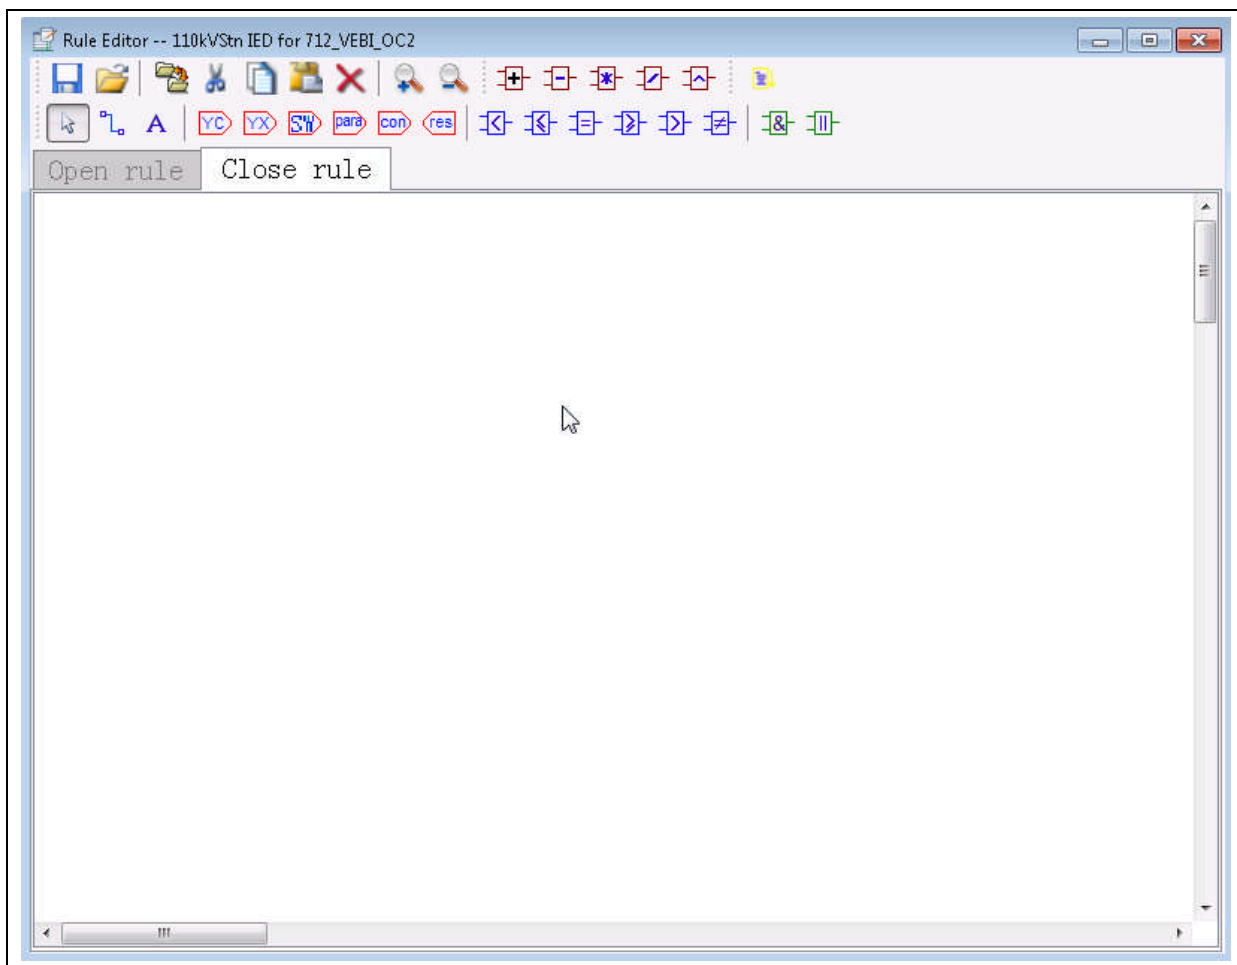 Rule Editor -- 110kVStn IED for 712_VEBI_OC2
+ - * / ^
A YC YX SW para con res < ≤ = ≥ > ≠ & ||
Open rule Close rule